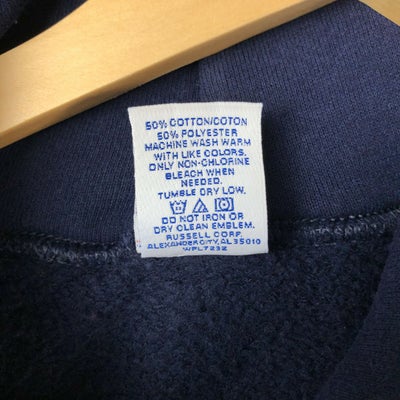 50% COTTON/COTON
50% POLYESTER
MACHINE WASH WARM
WITH LIKE COLORS.
ONLY NON-CHLORINE
BLEACH WHEN
NEEDED.
TUMBLE DRY LOW.
DO NOT IRON OR
DRY CLEAN EMBLEM.
RUSSELL CORP.
ALEXANDER CITY, AL 35010
WPL7232